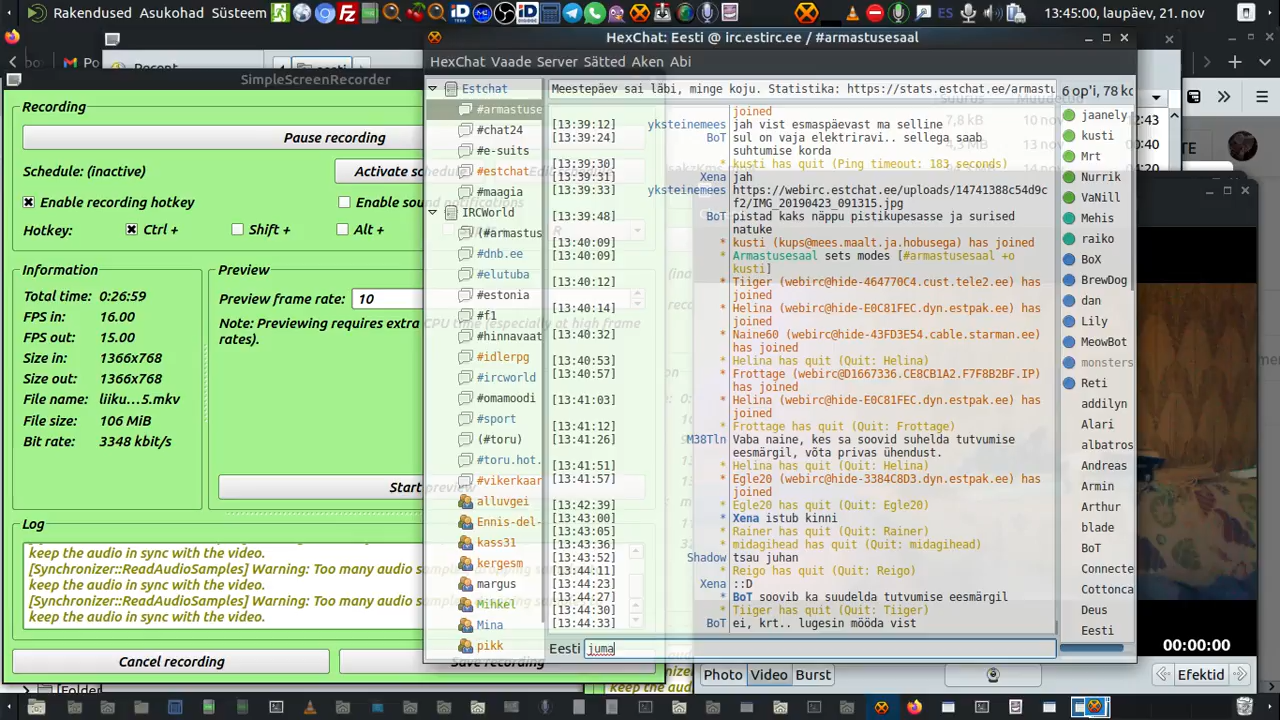 Rakendused Asukohad Süsteem
ES
13:45:00, laupäev, 21. nov
HexChat: Eesti @ irc.estirc.ee / #armastusesaal
HexChat Vaade Server Sätted Aken Abi
SimpleScreenRecorder
Recording
Pause recording
Schedule: (inactive)
Activate
Enable recording hotkey
Hotkey:
Ctrl +
Shift +
Alt +
Information
Total time: 0:26:59
FPS in: 16.00
FPS out: 15.00
Size in: 1366x768
Size out: 1366x768
File name: liiku...5.mkv
File size: 106 MiB
Bit rate: 3348 kbit/s
Preview
Preview frame rate: 10
Note: Previewing requires extra CPU time (especially at high frame
rates).
Log
keep the audio in sync with the video.
[Synchronizer::ReadAudioSamples] Warning: Too many audio
keep the audio in sync with the video.
[Synchronizer::ReadAudioSamples] Warning: Too many audio
keep the audio in sync with the video.
Cancel recording
Save recording
Estchat
#armastuse
#chat24
#e-suits
#estchat
#maagia
IRCWorld
(#armastus
#dnb.ee
#elutuba
#estonia
#f1
#hinnavaat
#idlerpg
#ircworld
#omamoodi
#sport
(#toru)
#toru.hot.
#vikerkaar
alluvgei
Ennis-del-
kass31
kergesm
margus
Mihkel
Mina
pikk
Meestepäev sai läbi, minge koju. Statistika: https://stats.estchat.ee/armastu
joined
[13:39:12] yksteinemees jah vist esmaspäevast ma selline
[13:39:24] BoT sul on vaja elektriravi.. sellega saab
suhtumise korda
[13:39:30] * kusti has quit (Ping timeout: 183 seconds)
[13:39:31] Xena jah
[13:39:33] yksteinemees https://webirc.estchat.ee/uploads/14741388c54d9c
f2/IMG_20190423_091315.jpg
[13:39:48] BoT pistad kaks näppu pistikupesasse ja surised
natuke
[13:40:09] * kusti (kups@mees.maalt.ja.hobusega) has joined
[13:40:09] * Armastusesaal sets modes [#armastusesaal +o
kusti]
[13:40:12] * Tiiger (webirc@hide-464770C4.cust.tele2.ee) has
joined
[13:40:14] * Helina (webirc@hide-E0C81FEC.dyn.estpak.ee) has
joined
[13:40:32] * Naine60 (webirc@hide-43FD3E54.cable.starman.ee)
has joined
[13:40:53] * Helina has quit (Quit: Helina)
[13:40:57] * Frottage (webirc@D1667336.CE8CB1A2.F7F8B2BF.IP)
has joined
[13:41:03] * Helina (webirc@hide-E0C81FEC.dyn.estpak.ee) has
joined
[13:41:12] * Frottage has quit (Quit: Frottage)
[13:41:26] M38Tln Vaba naine, kes sa soovid suhelda tutvumise
eesmärgil, võta privas ühendust.
[13:41:51] * Helina has quit (Quit: Helina)
[13:41:57] * Egle20 (webirc@hide-3384C8D3.dyn.estpak.ee) has
joined
[13:42:39] * Egle20 has quit (Quit: Egle20)
[13:43:00] * Xena istub kinni
[13:43:05] * Rainer has quit (Quit: Rainer)
[13:43:36] * midagihead has quit (Quit: midagihead)
[13:43:52] Shadow tsau juhan
[13:44:11] * Reigo has quit (Quit: Reigo)
[13:44:23] Xena ::D
[13:44:27] * BoT soovib ka suudelda tutvumise eesmärgil
[13:44:30] * Tiiger has quit (Quit: Tiiger)
[13:44:33] BoT ei, krt.. lugesin mööda vist
Eesti juma
6 op'i, 78 k
jaanely
kusti
Mrt
Nurrik
VaNill
Mehis
raiko
BoX
BrewDog
dan
Lily
MeowBot
monsters
Reti
addilyn
Alari
albatros
Andreas
Armin
Arthur
blade
BoT
Connecte
Cottonca
Deus
Eesti
00:00:00
Photo Video Burst
Efektid